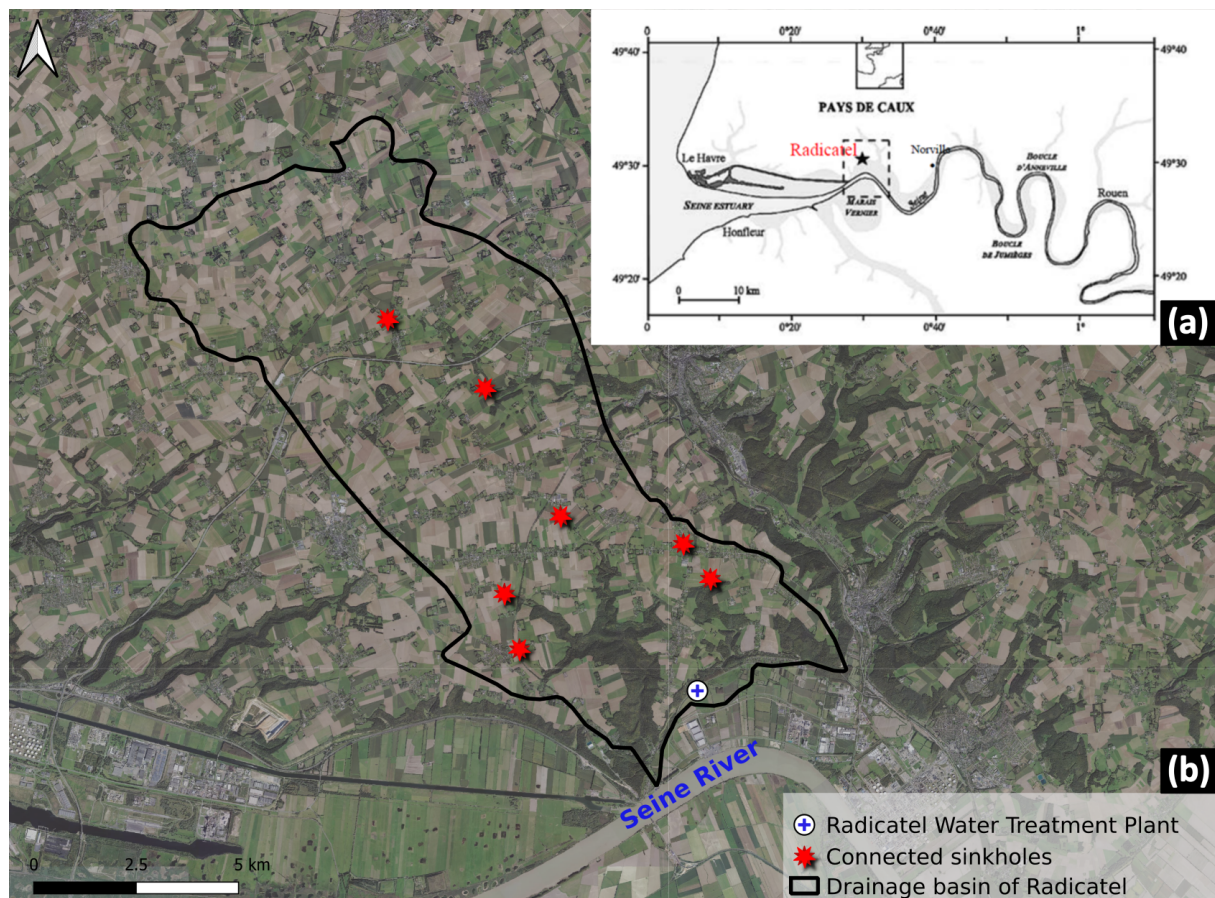 0 0°20' 0°40' 1°
49°40' 49°40
PAYS DE CAUX
Radicatel
Norville
Le Havre
BOUCLE
D'ANNEVILLE
49°30 49°30
Rouen
SEINE ESTUARY
MARAIS
VERNIER
Honfleur
BOUCLE
DE JUMIÈGES
49°20 49°20
0 10 km
0 0°20' 0°40' 1°
(a)
Seine River
(b)
Radicatel Water Treatment Plant
Connected sinkholes
Drainage basin of Radicatel
0 2.5 5 km